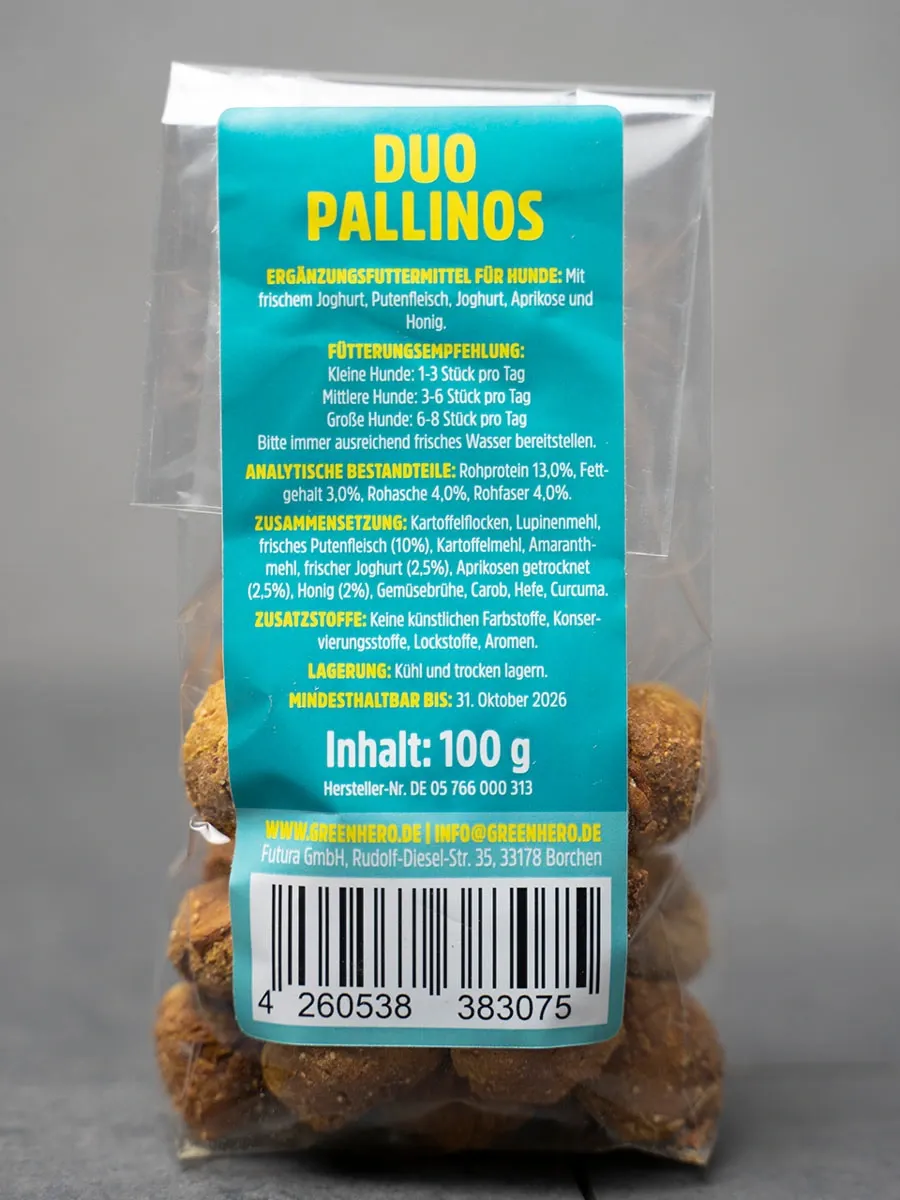 DUO
PALLINOS
ERGÄNZUNGSFUTTERMITTEL FÜR HUNDE: Mit
frischem Joghurt, Putenfleisch, Joghurt, Aprikose und
Honig.
FÜTTERUNGSEMPFEHLUNG:
Kleine Hunde: 1-3 Stück pro Tag
Mittlere Hunde: 3-6 Stück pro Tag
Große Hunde: 6-8 Stück pro Tag
Bitte immer ausreichend frisches Wasser bereitstellen.
ANALYTISCHE BESTANDTEILE: Rohprotein 13,0%, Fett-
gehalt 3,0%, Rohasche 4,0%, Rohfaser 4,0%.
ZUSAMMENSETZUNG: Kartoffelflocken, Lupinenmehl,
frisches Putenfleisch (10%), Kartoffelmehl, Amaranth-
mehl, frischer Joghurt (2,5%), Aprikosen getrocknet
(2,5%), Honig (2%), Gemüsebrühe, Carob, Hefe, Curcuma.
ZUSATZSTOFFE: Keine künstlichen Farbstoffe, Konser-
vierungsstoffe, Lockstoffe, Aromen.
LAGERUNG: Kühl und trocken lagern.
MINDESTHALTBAR BIS: 31. Oktober 2026
Inhalt: 100 g
Hersteller-Nr. DE 05 766 000 313
WWW.GREENHERO.DE | INFO@GREENHERO.DE
Futura GmbH, Rudolf-Diesel-Str. 35, 33178 Borchen
4 260538 383075